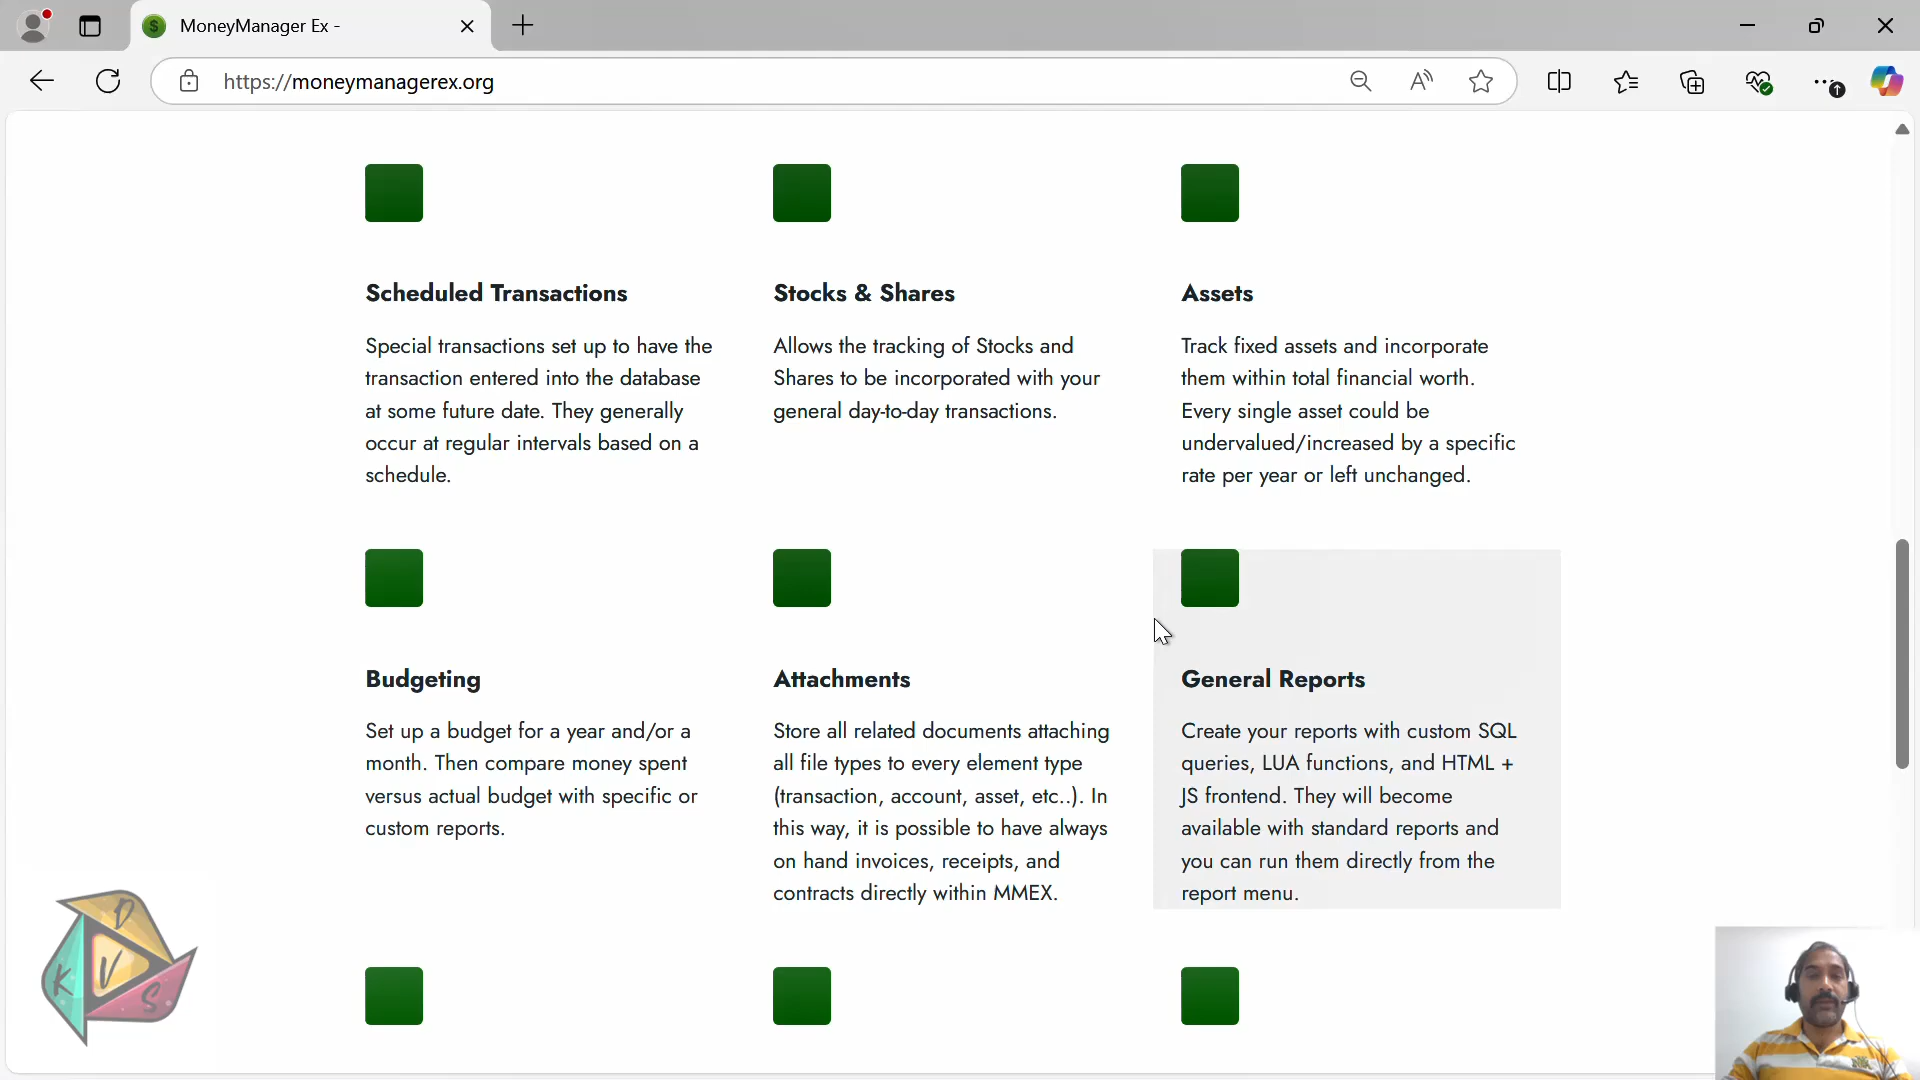 MoneyManager Ex -
https://moneymanagerex.org
Scheduled Transactions
Special transactions set up to have the
transaction entered into the database
at some future date. They generally
occur at regular intervals based on a
schedule.
Stocks & Shares
Allows the tracking of Stocks and
Shares to be incorporated with your
general day-to-day transactions.
Assets
Track fixed assets and incorporate
them within total financial worth.
Every single asset could be
undervalued/increased by a specific
rate per year or left unchanged.
Budgeting
Set up a budget for a year and/or a
month. Then compare money spent
versus actual budget with specific or
custom reports.
Attachments
Store all related documents attaching
all file types to every element type
(transaction, account, asset, etc..). In
this way, it is possible to have always
on hand invoices, receipts, and
contracts directly within MMEX.
General Reports
Create your reports with custom SQL
queries, LUA functions, and HTML +
JS frontend. They will become
available with standard reports and
you can run them directly from the
report menu.
D
K V S